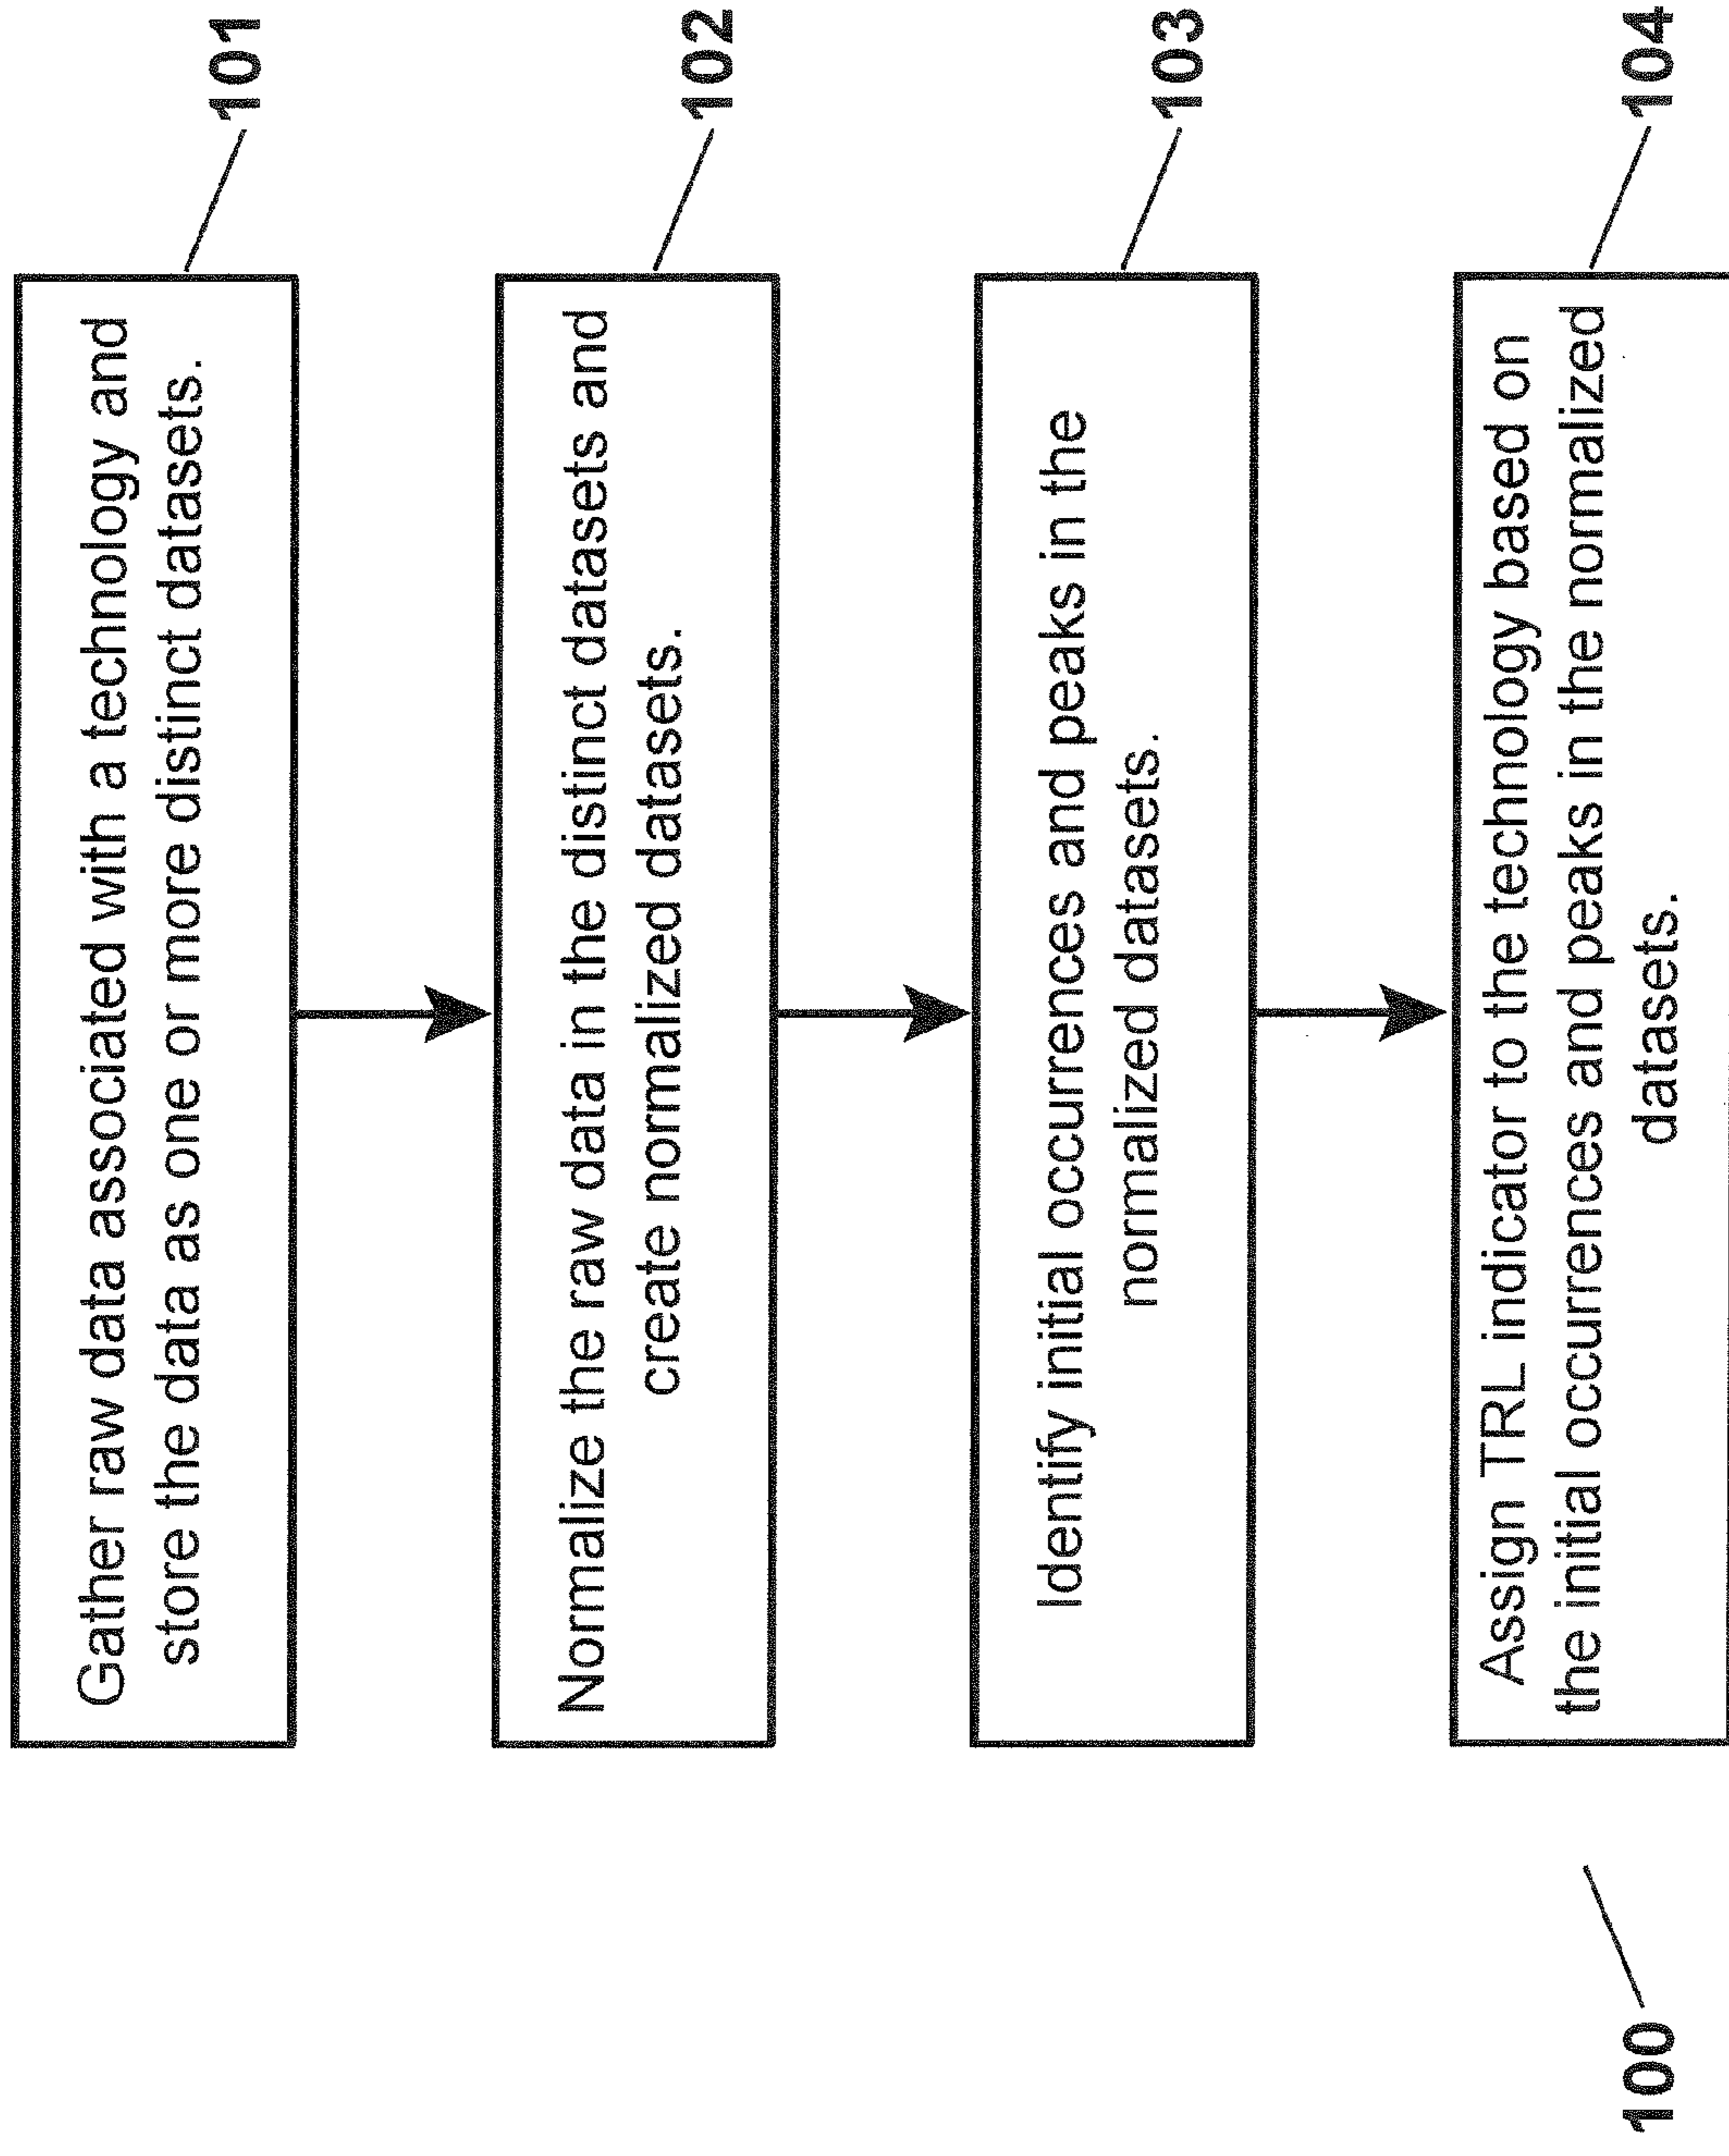 Gather raw data associated with a technology and
store the data as one or more distinct datasets.
101
Normalize the raw data in the distinct datasets and
create normalized datasets.
102
Identify initial occurrences and peaks in the
normalized datasets.
103
Assign TRL indicator to the technology based on
the initial occurrences and peaks in the normalized
datasets.
104
100